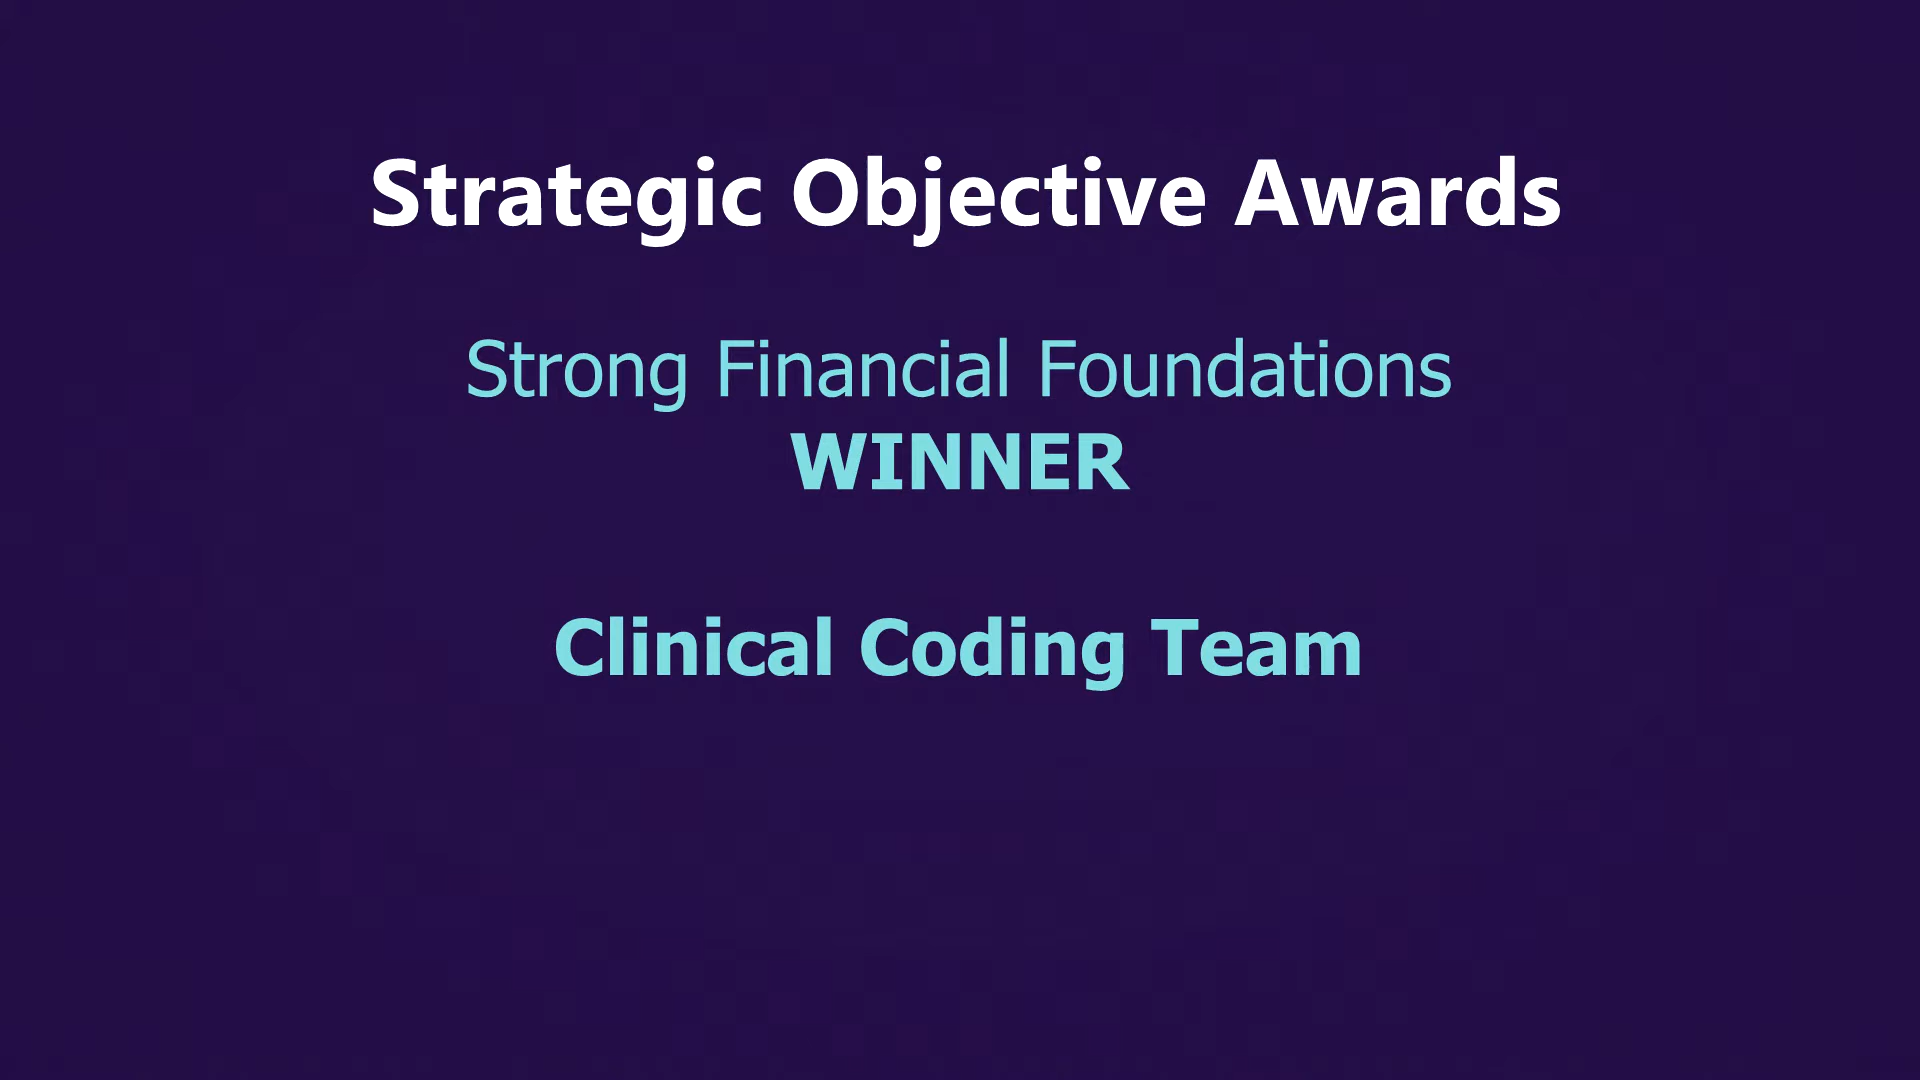 Strategic Objective Awards
Strong Financial Foundations
WINNER
Clinical Coding Team